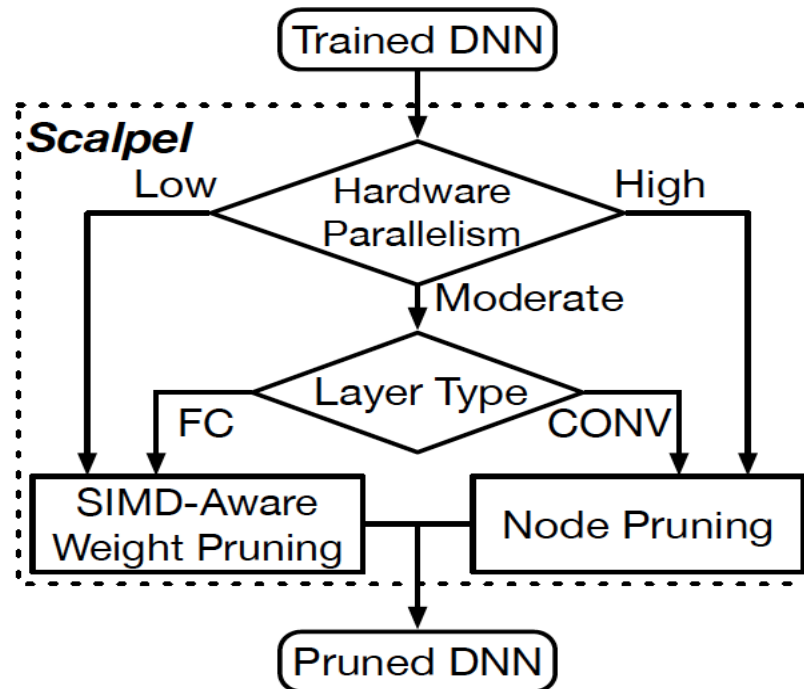 Trained DNN
Scalpel
Low
Hardware
Parallelism
High
Moderate
Layer Type
FC
CONV
SIMD-Aware
Weight Pruning
Node Pruning
Pruned DNN